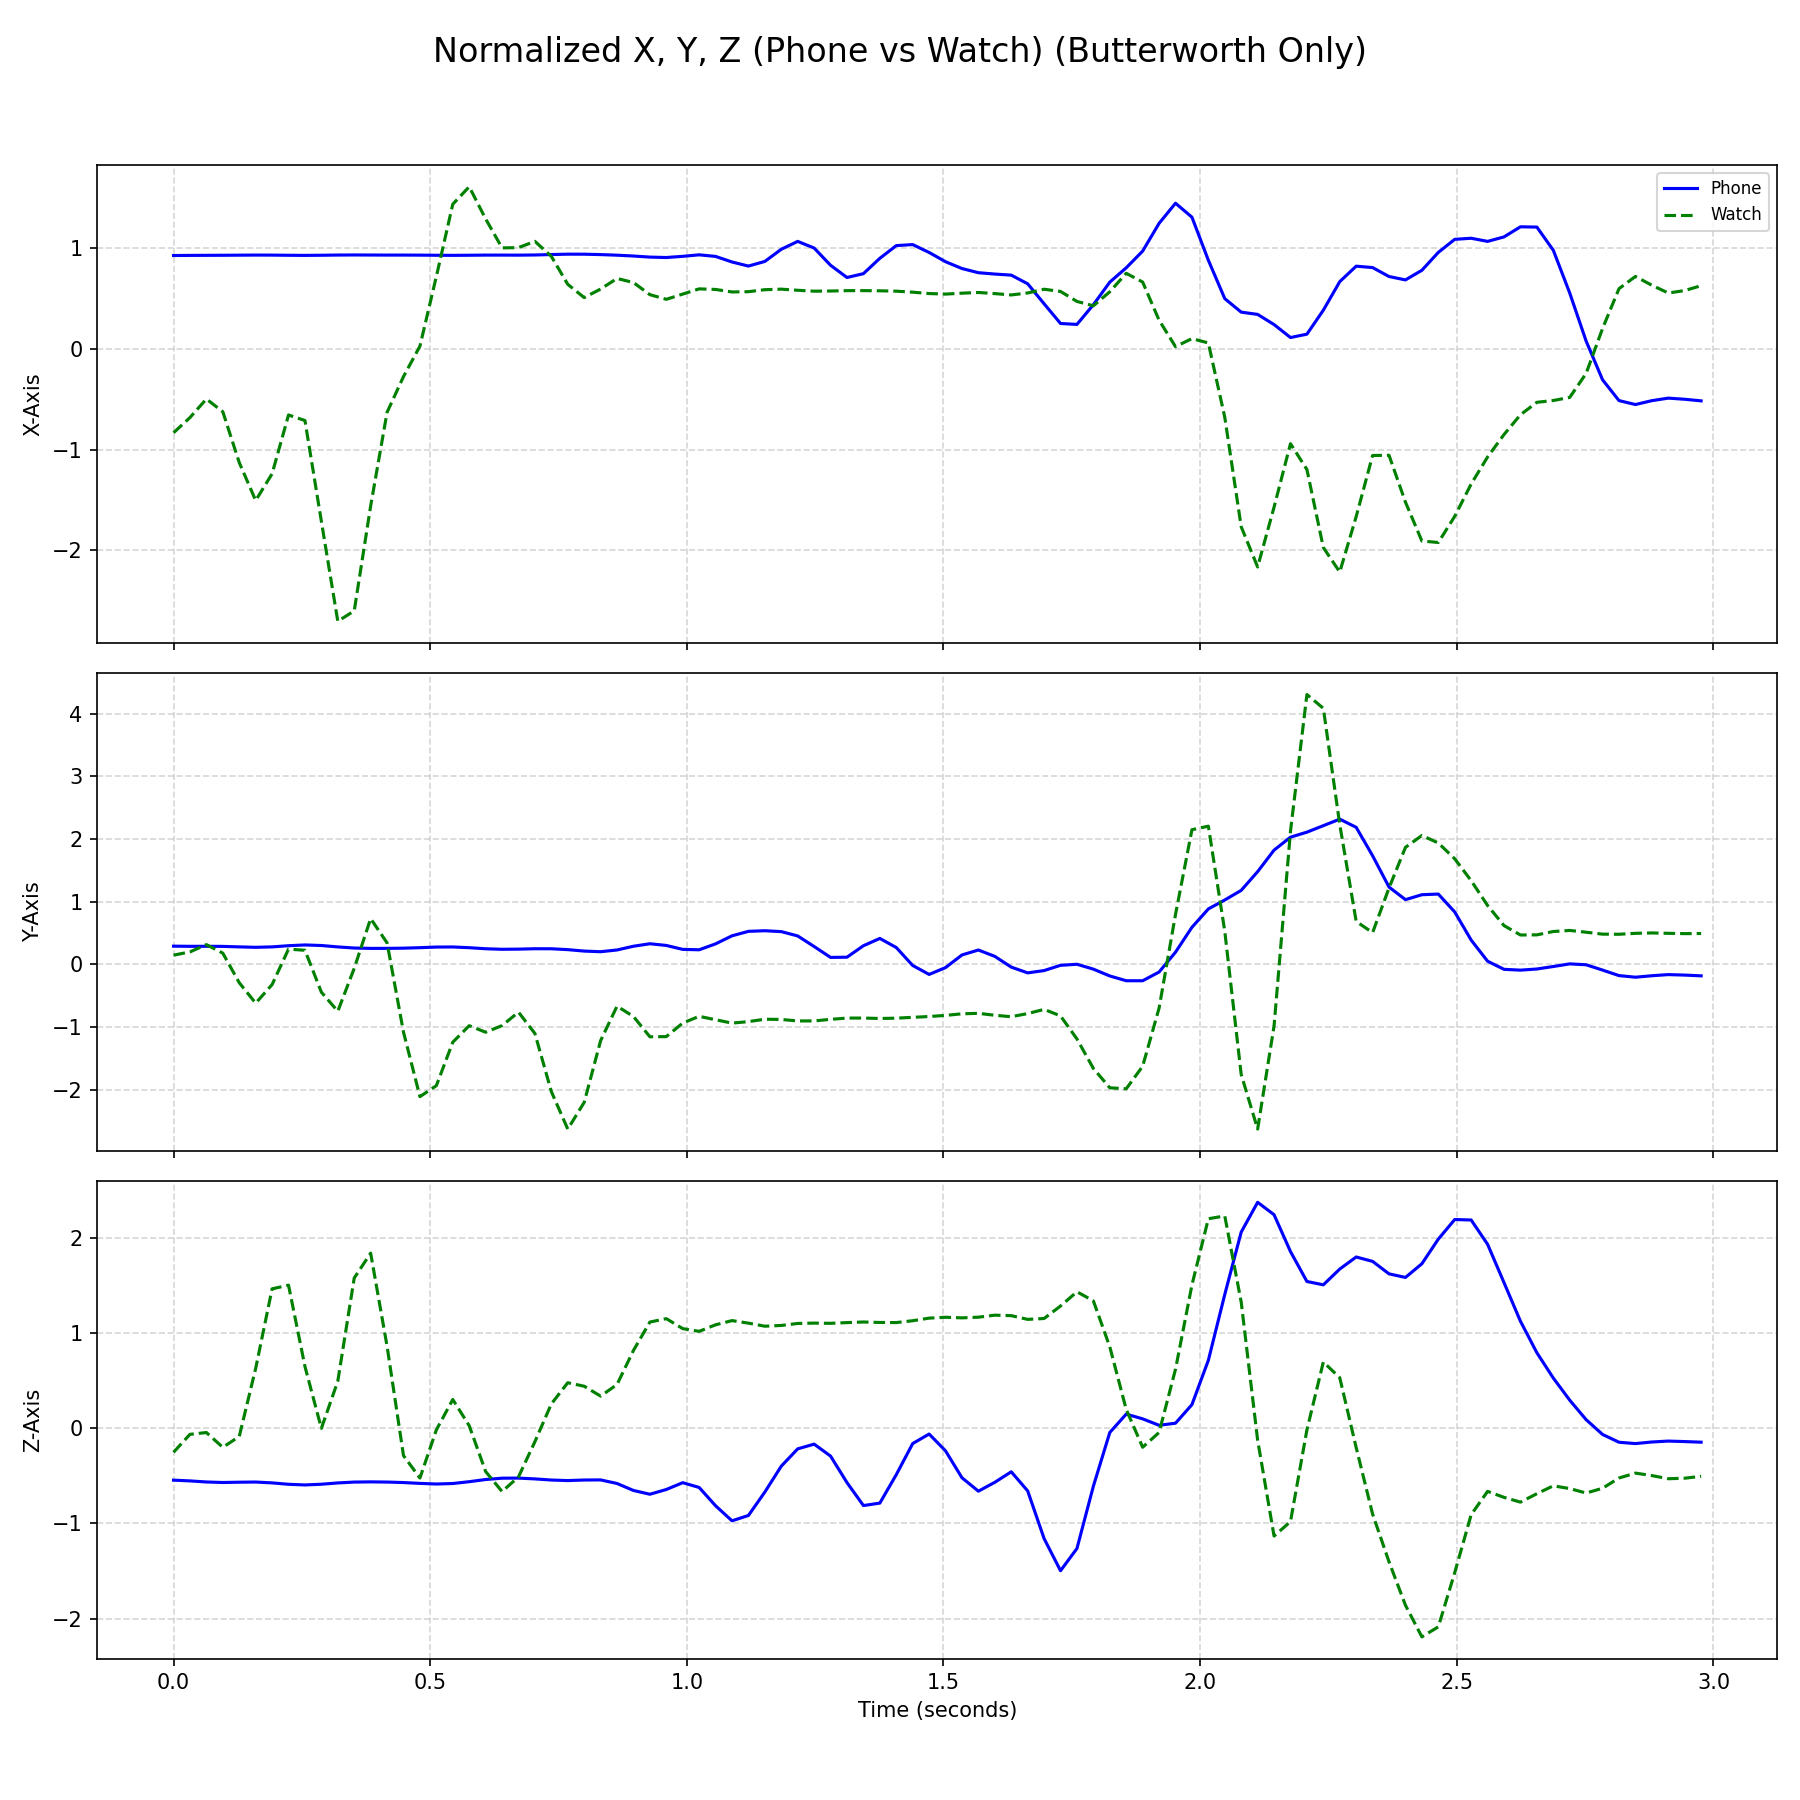 Normalized X, Y, Z (Phone vs Watch) (Butterworth Only)
Phone
Watch
1
0
−1
−2
X-Axis
4
3
2
1
0
−1
−2
Y-Axis
2
1
0
−1
−2
Z-Axis
0.0 0.5 1.0 1.5 2.0 2.5 3.0
Time (seconds)